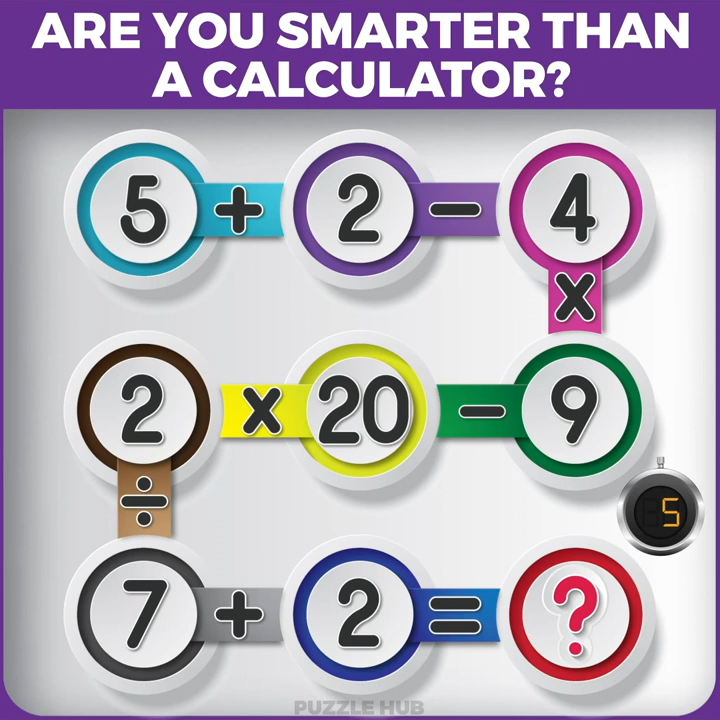 ARE YOU SMARTER THAN
A CALCULATOR?
5 + 2 − 4
×
2 × 20 − 9
÷
5
7 + 2 = ?
PUZZLE HUB